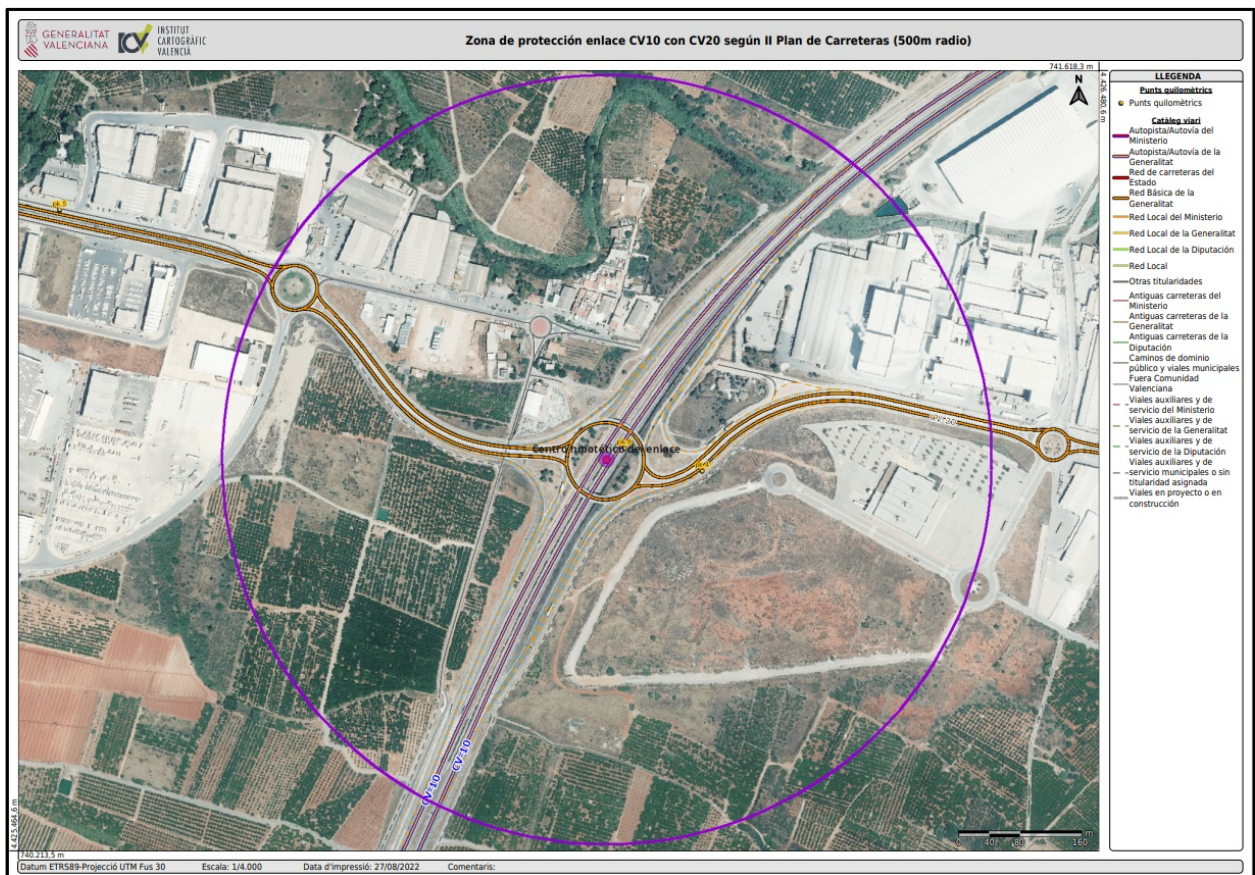 GENERALITAT
VALENCIANA
ICV
INSTITUT
CARTOGRÀFIC
VALENCIÀ
Zona de protección enlace CV10 con CV20 según II Plan de Carreteras (500m radio)
741.618,3 m
4.426.480,6 m
N
pk 5
Centro hipotético del enlace
pk 4
CV-20
CV-10
CV-10
0 40 80 160 m
4.425.464,6 m
740.213,5 m
LLEGENDA
Punts quilomètrics
Punts quilomètrics
Catàleg viari
Autopista/Autovía del
Ministerio
Autopista/Autovía de la
Generalitat
Red de carreteras del
Estado
Red Básica de la
Generalitat
Red Local del Ministerio
Red Local de la Generalitat
Red Local de la Diputación
Red Local
Otras titularidades
Antiguas carreteras del
Ministerio
Antiguas carreteras de la
Generalitat
Antiguas carreteras de la
Diputación
Caminos de dominio
público y viales municipales
Fuera Comunidad
Valenciana
Viales auxiliares y de
servicio del Ministerio
Viales auxiliares y de
servicio de la Generalitat
Viales auxiliares y de
servicio de la Diputación
Viales auxiliares y de
servicio municipales o sin
titularidad asignada
Viales en proyecto o en
construcción
Datum ETRS89-Projecció UTM Fus 30
Escala: 1/4.000
Data d'impressió: 27/08/2022
Comentaris: